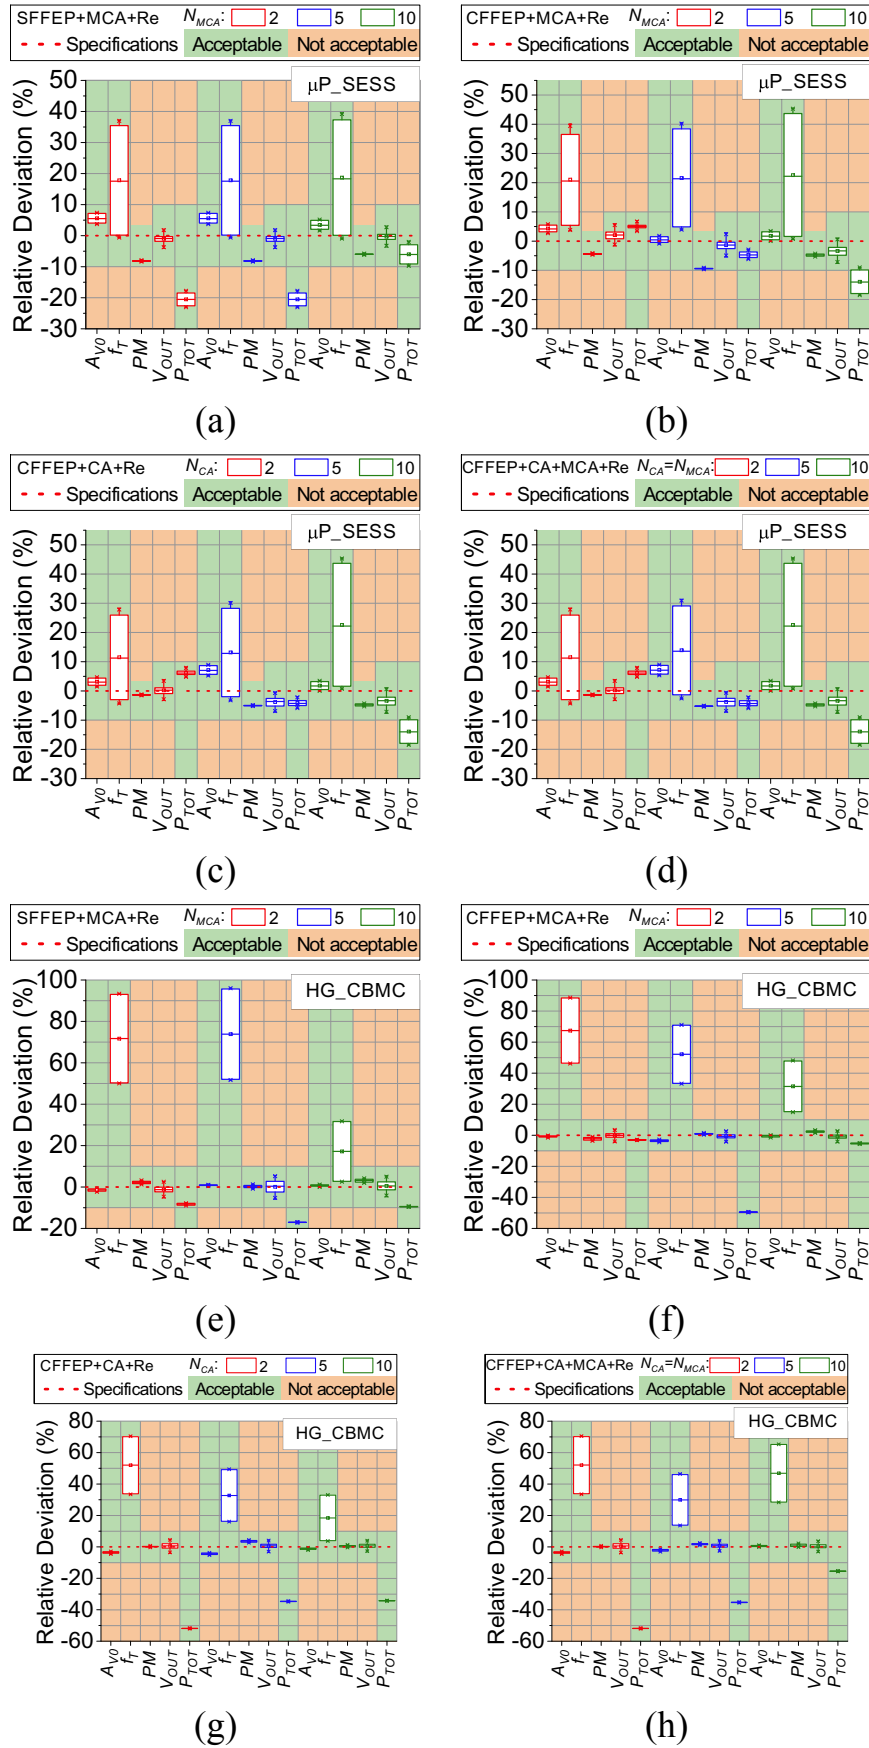 SFFEP+MCA+Re N_MCA: 2 5 10
Specifications Acceptable Not acceptable
μP_SESS
Relative Deviation (%)
50
40
30
20
10
0
-10
-20
-30
A_V0 f_T PM V_OUT P_TOT A_V0 f_T PM V_OUT P_TOT A_V0 f_T PM V_OUT P_TOT
(a)
CFFEP+MCA+Re N_MCA: 2 5 10
Specifications Acceptable Not acceptable
μP_SESS
Relative Deviation (%)
50
40
30
20
10
0
-10
-20
-30
A_V0 f_T PM V_OUT P_TOT A_V0 f_T PM V_OUT P_TOT A_V0 f_T PM V_OUT P_TOT
(b)
CFFEP+CA+Re N_CA: 2 5 10
Specifications Acceptable Not acceptable
μP_SESS
Relative Deviation (%)
50
40
30
20
10
0
-10
-20
-30
A_V0 f_T PM V_OUT P_TOT A_V0 f_T PM V_OUT P_TOT A_V0 f_T PM V_OUT P_TOT
(c)
CFFEP+CA+MCA+Re N_CA=N_MCA: 2 5 10
Specifications Acceptable Not acceptable
μP_SESS
Relative Deviation (%)
50
40
30
20
10
0
-10
-20
-30
A_V0 f_T PM V_OUT P_TOT A_V0 f_T PM V_OUT P_TOT A_V0 f_T PM V_OUT P_TOT
(d)
SFFEP+MCA+Re N_MCA: 2 5 10
Specifications Acceptable Not acceptable
HG_CBMC
Relative Deviation (%)
100
80
60
40
20
0
-20
A_V0 f_T PM V_OUT P_TOT A_V0 f_T PM V_OUT P_TOT A_V0 f_T PM V_OUT P_TOT
(e)
CFFEP+MCA+Re N_MCA: 2 5 10
Specifications Acceptable Not acceptable
HG_CBMC
Relative Deviation (%)
100
80
60
40
20
0
-20
-40
-60
A_V0 f_T PM V_OUT P_TOT A_V0 f_T PM V_OUT P_TOT A_V0 f_T PM V_OUT P_TOT
(f)
CFFEP+CA+Re N_CA: 2 5 10
Specifications Acceptable Not acceptable
HG_CBMC
Relative Deviation (%)
80
60
40
20
0
-20
-40
-60
A_V0 f_T PM V_OUT P_TOT A_V0 f_T PM V_OUT P_TOT A_V0 f_T PM V_OUT P_TOT
(g)
CFFEP+CA+MCA+Re N_CA=N_MCA: 2 5 10
Specifications Acceptable Not acceptable
HG_CBMC
Relative Deviation (%)
80
60
40
20
0
-20
-40
-60
A_V0 f_T PM V_OUT P_TOT A_V0 f_T PM V_OUT P_TOT A_V0 f_T PM V_OUT P_TOT
(h)